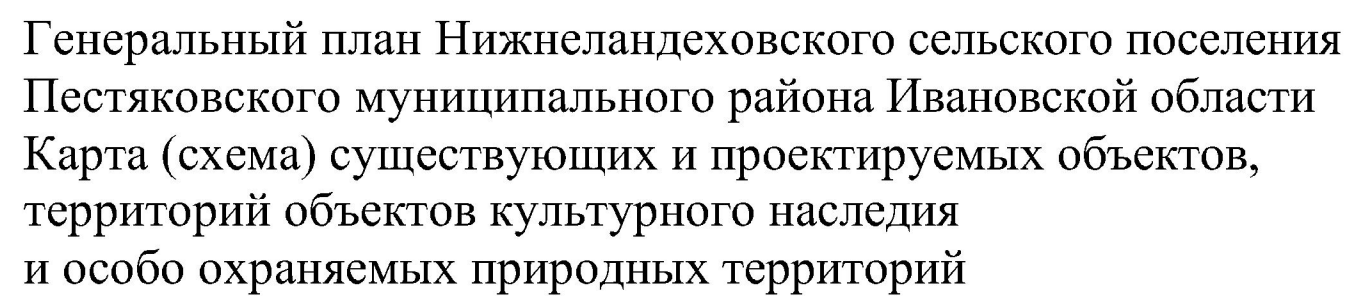 Генеральный план Нижнеландеховского сельского поселения
Пестяковского муниципального района Ивановской области
Карта (схема) существующих и проектируемых объектов,
территорий объектов культурного наследия
и особо охраняемых природных территорий